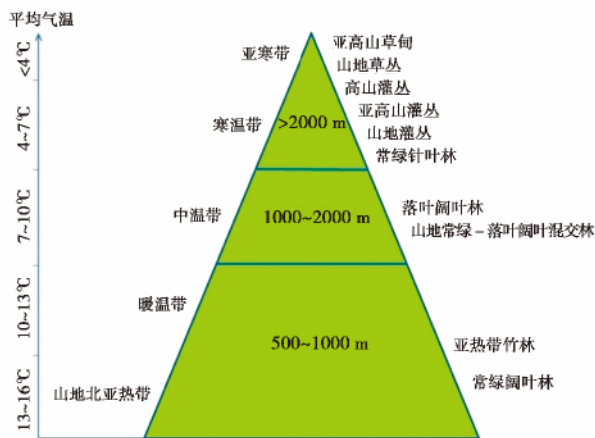 平均气温
<4℃
4~7℃
7~10℃
10~13℃
13~16℃
亚寒带
寒温带
中温带
暖温带
山地北亚热带
>2000 m
1000~2000 m
500~1000 m
亚高山草甸
山地草丛
高山灌丛
亚高山灌丛
山地灌丛
常绿针叶林
落叶阔叶林
山地常绿－落叶阔叶混交林
亚热带竹林
常绿阔叶林